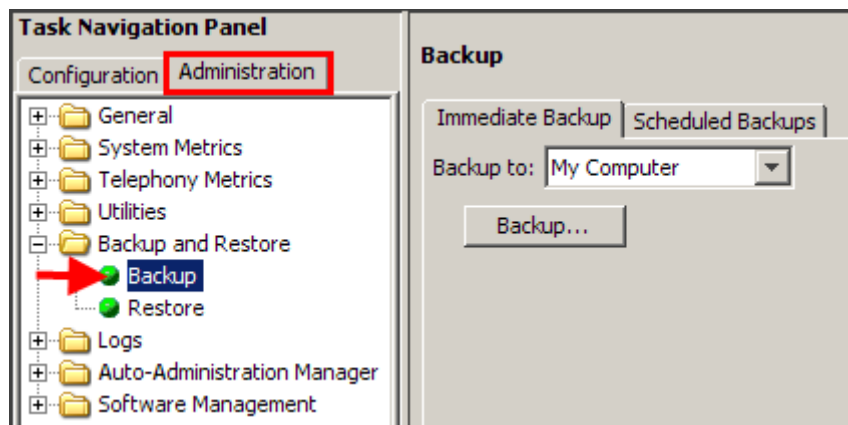 Task Navigation Panel
Configuration
Administration
General
System Metrics
Telephony Metrics
Utilities
Backup and Restore
Backup
Restore
Logs
Auto-Administration Manager
Software Management
Backup
Immediate Backup
Scheduled Backups
Backup to: My Computer
Backup...